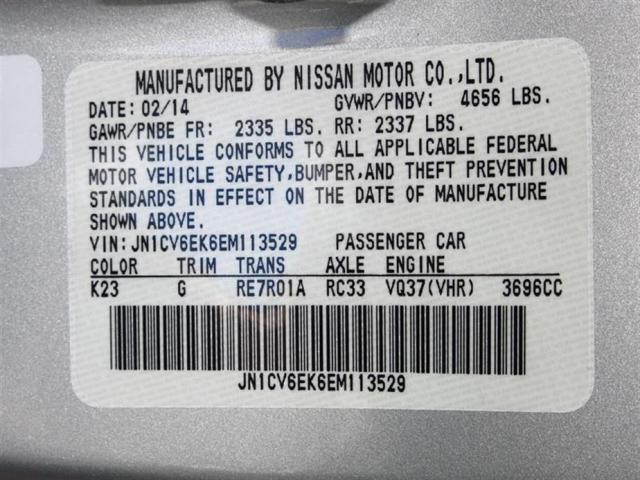 MANUFACTURED BY NISSAN MOTOR CO.,LTD.
DATE: 02/14 GVWR/PNBV: 4656 LBS.
GAWR/PNBE FR: 2335 LBS. RR: 2337 LBS.
THIS VEHICLE CONFORMS TO ALL APPLICABLE FEDERAL
MOTOR VEHICLE SAFETY,BUMPER,AND THEFT PREVENTION
STANDARDS IN EFFECT ON THE DATE OF MANUFACTURE
SHOWN ABOVE.
VIN:JN1CV6EK6EM113529 PASSENGER CAR
COLOR TRIM TRANS AXLE ENGINE
K23 G RE7R01A RC33 VQ37(VHR) 3696CC
JN1CV6EK6EM113529